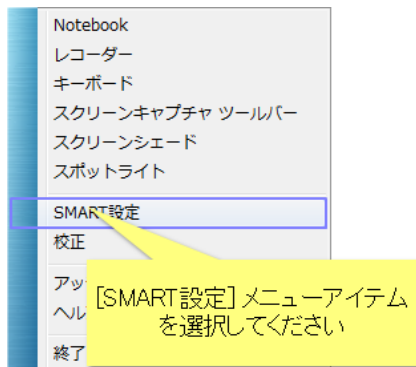 Notebook
レコーダー
キーボード
スクリーンキャプチャ ツールバー
スクリーンシェード
スポットライト
SMART設定
校正
アッ
ヘル
終了
[SMART設定] メニューアイテム
を選択してください